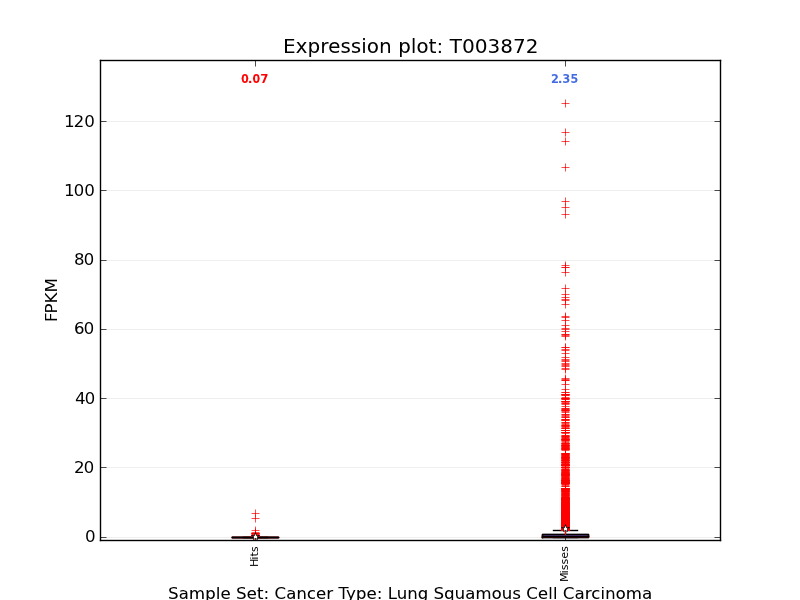 Expression plot: T003872
0.07
2.35
120
100
80
60
40
20
0
FPKM
Hits
Misses
Sample Set: Cancer Type: Lung Squamous Cell Carcinoma